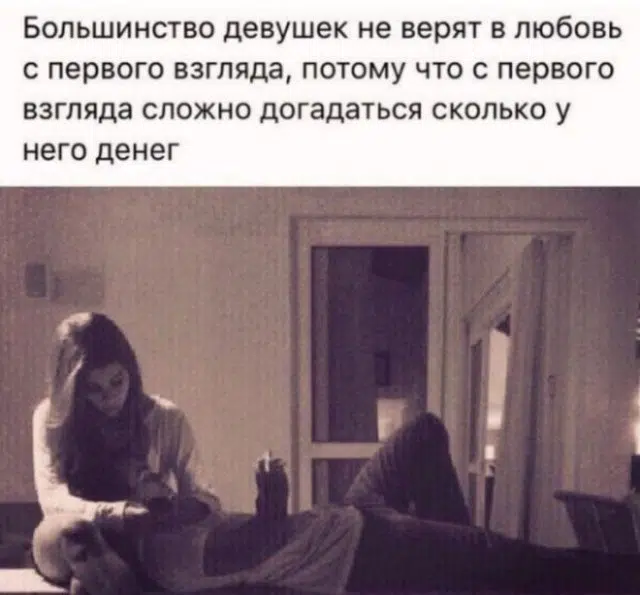 Большинство девушек не верят в любовь
с первого взгляда, потому что с первого
взгляда сложно догадаться сколько у
него денег